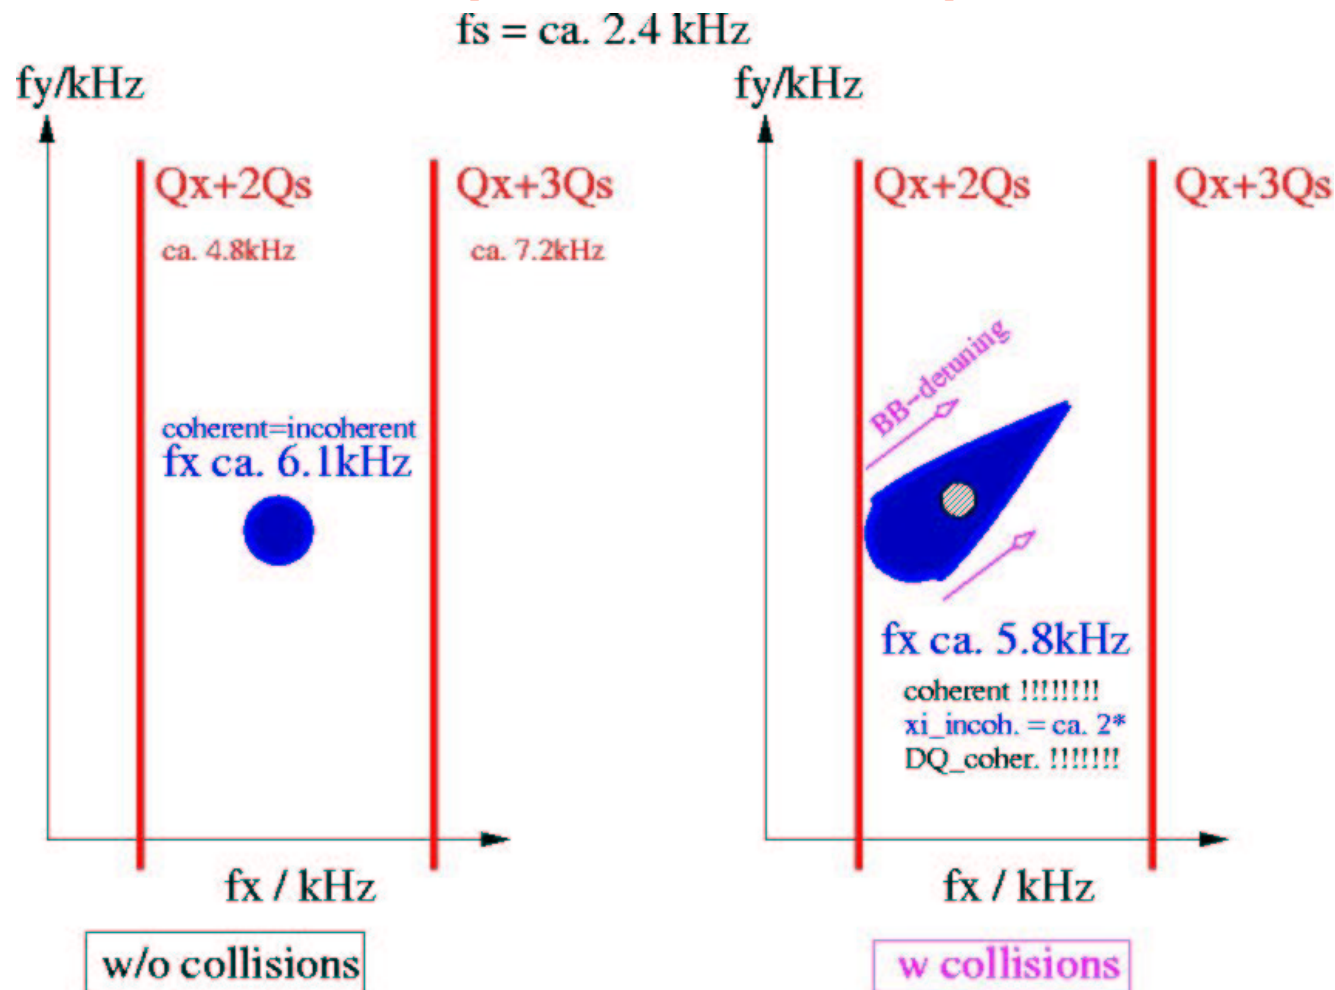 fs = ca. 2.4 kHz
fy/kHz
Qx+2Qs
Qx+3Qs
ca. 4.8kHz
ca. 7.2kHz
coherent=incoherent
fx ca. 6.1kHz
fx / kHz
w/o collisions
fy/kHz
Qx+2Qs
Qx+3Qs
BB-detuning
fx ca. 5.8kHz
coherent !!!!!!!!
xi_incoh. = ca. 2*
DQ_coher. !!!!!!!
fx / kHz
w collisions